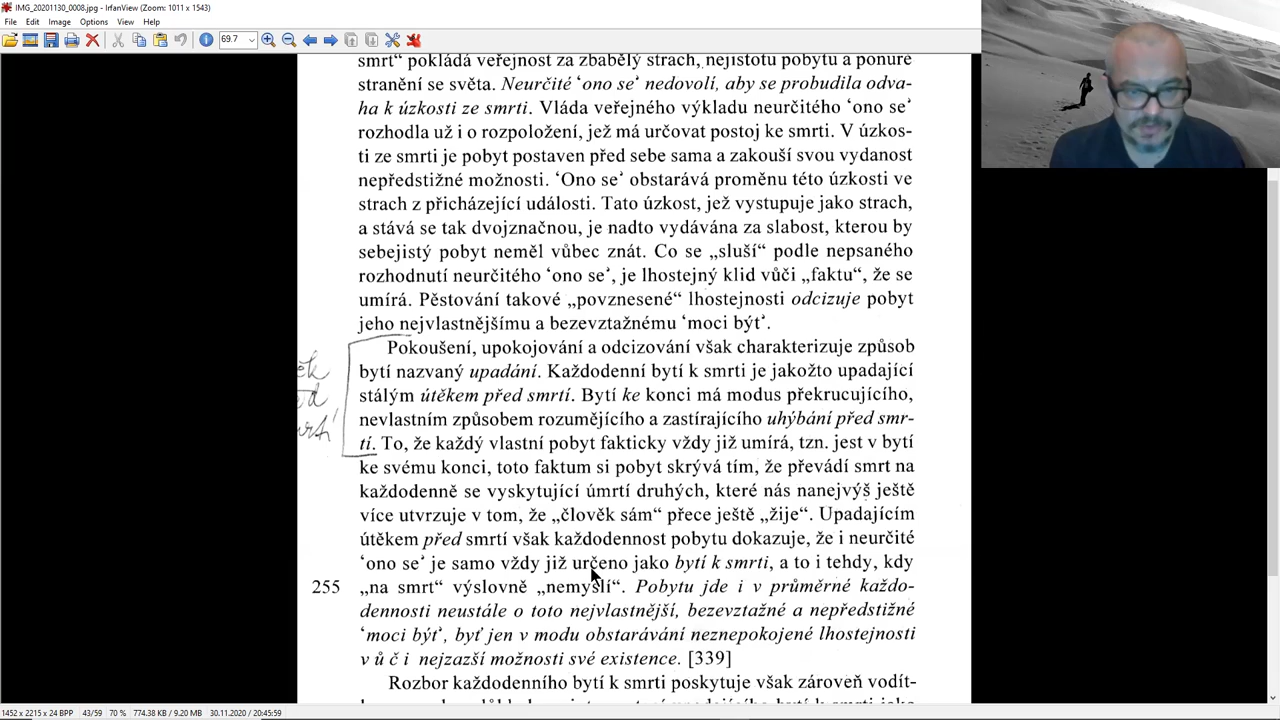 IMG_20201130_0008.jpg - IrfanView (Zoom: 1011 x 1543)
File Edit Image Options View Help
69.7
smrt“ pokládá veřejnost za zbabělý strach, nejistotu pobytu a ponuré
stranění se světa. Neurčité ‘ono se’ nedovolí, aby se probudila odva-
ha k úzkosti ze smrti. Vláda veřejného výkladu neurčitého ‘ono se’
rozhodla už i o rozpoložení, jež má určovat postoj ke smrti. V úzkos-
ti ze smrti je pobyt postaven před sebe sama a zakouší svou vydanost
nepředstižné možnosti. ‘Ono se’ obstarává proměnu této úzkosti ve
strach z přicházející události. Tato úzkost, jež vystupuje jako strach,
a stává se tak dvojznačnou, je nadto vydávána za slabost, kterou by
sebejistý pobyt neměl vůbec znát. Co se „sluší“ podle nepsaného
rozhodnutí neurčitého ‘ono se’, je lhostejný klid vůči „faktu“, že se
umírá. Pěstování takové „povznesené“ lhostejnosti odcizuje pobyt
jeho nejvlastnějšímu a bezevztažnému ‘moci být’.
Pokoušení, upokojování a odcizování však charakterizuje způsob
bytí nazvaný upadání. Každodenní bytí k smrti je jakožto upadající
stálým útěkem před smrtí. Bytí ke konci má modus překrucujícího,
nevlastním způsobem rozumějícího a zastírajícího uhýbání před smr-
tí. To, že každý vlastní pobyt fakticky vždy již umírá, tzn. jest v bytí
ke svému konci, toto faktum si pobyt skrývá tím, že převádí smrt na
každodenně se vyskytující úmrtí druhých, které nás nanejvýš ještě
více utvrzuje v tom, že „člověk sám“ přece ještě „žije“. Upadajícím
útěkem před smrtí však každodennost pobytu dokazuje, že i neurčité
‘ono se’ je samo vždy již určeno jako bytí k smrti, a to i tehdy, kdy
255 „na smrt“ výslovně „nemyslí“. Pobytu jde i v průměrné každo-
dennosti neustále o toto nejvlastnější, bezevztažné a nepředstižné
‘moci být’, byť jen v modu obstarávání neznepokojené lhostejnosti
vůči nejzazší možnosti své existence. [339]
Rozbor každodenního bytí k smrti poskytuje však zároveň vodít-
1452 x 2215 x 24 BPP 43/59 70 % 774.38 KB / 9.20 MB 30.11.2020 / 20:45:59